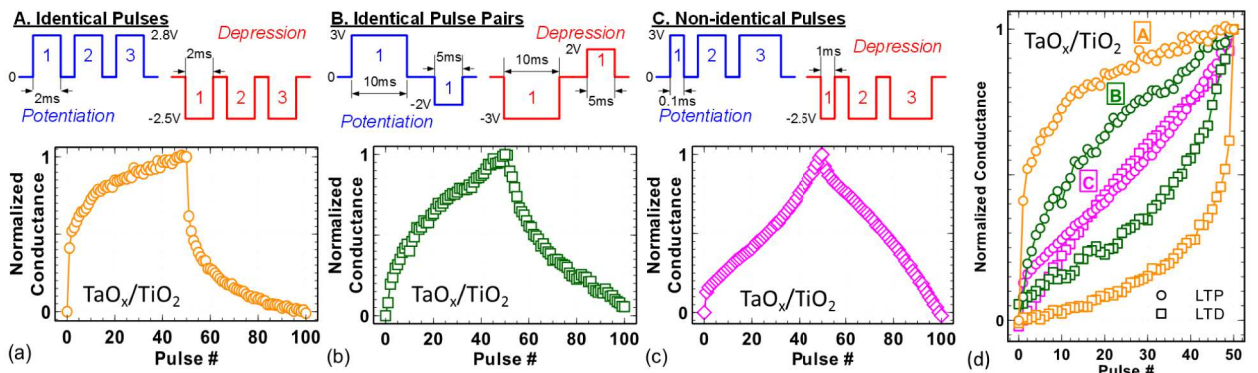 A. Identical Pulses
3V
2.8V
1 2 3
0
2ms
Potentiation
Depression
2ms
-2.5V
1 2 3
B. Identical Pulse Pairs
3V
1
0
10ms
5ms
-2V
1
Potentiation
Depression
10ms
2V
1
-3V
1
5ms
C. Non-identical Pulses
3V
1 2 3
0
0.1ms
Potentiation
Depression
1ms
-2.5V
1 2 3
Normalized
Conductance
1
0
TaOx/TiO2
0 20 40 60 80 100
Pulse #
(a)
Normalized
Conductance
1
0
TaOx/TiO2
0 20 40 60 80 100
Pulse #
(b)
Normalized
Conductance
1
0
TaOx/TiO2
0 20 40 60 80 100
Pulse #
(c)
Normalized Conductance
1
0
TaOx/TiO2
A
B
C
LTP
LTD
0 10 20 30 40 50
Pulse #
(d)